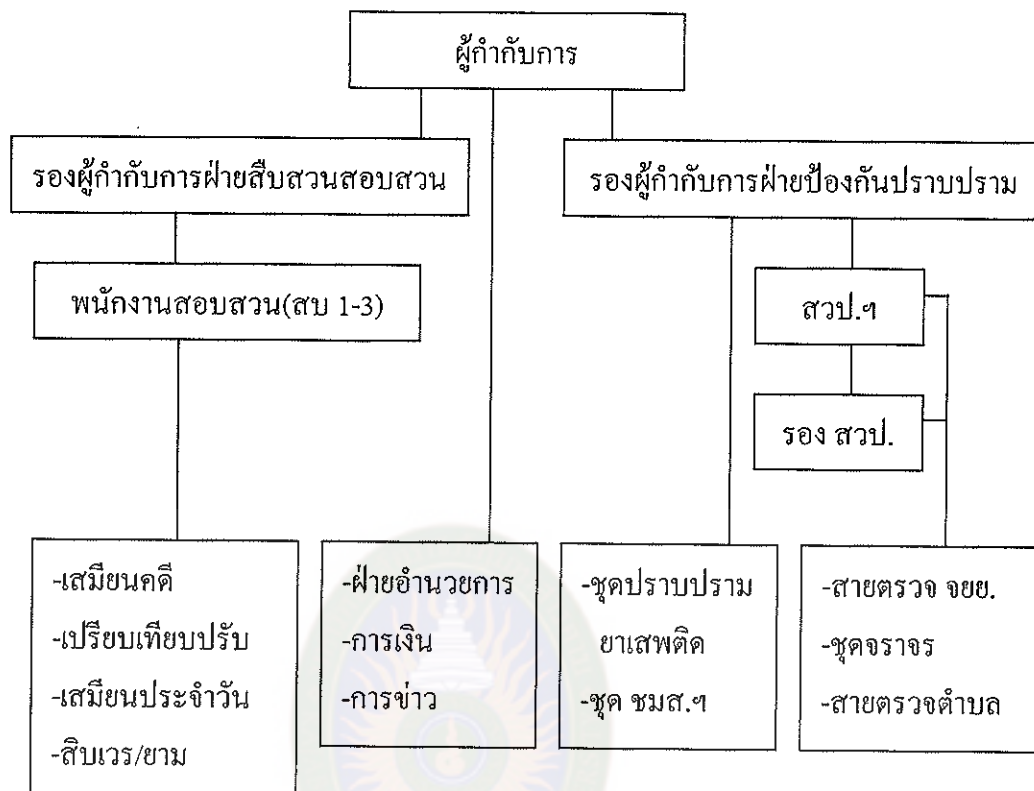 ผู้กำกับการ
รองผู้กำกับการฝ่ายสืบสวนสอบสวน
รองผู้กำกับการฝ่ายป้องกันปราบปราม
พนักงานสอบสวน(สบ 1-3)
สวป.ฯ
รอง สวป.
-เสมียนคดี
-เปรียบเทียบปรับ
-เสมียนประจำวัน
-สิบเวร/ยาม
-ฝ่ายอำนวยการ
-การเงิน
-การข่าว
-ชุดปราบปราม
ยาเสพติด
-ชุด ชมส.ฯ
-สายตรวจ จยย.
-ชุดจราจร
-สายตรวจตำบล